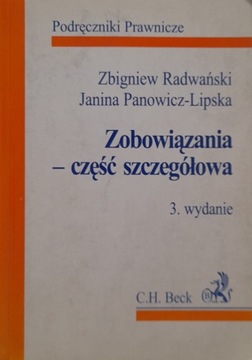 Podręczniki Prawnicze
Zbigniew Radwański
Janina Panowicz-Lipska
Zobowiązania
– część szczegółowa
3. wydanie
C.H. Beck